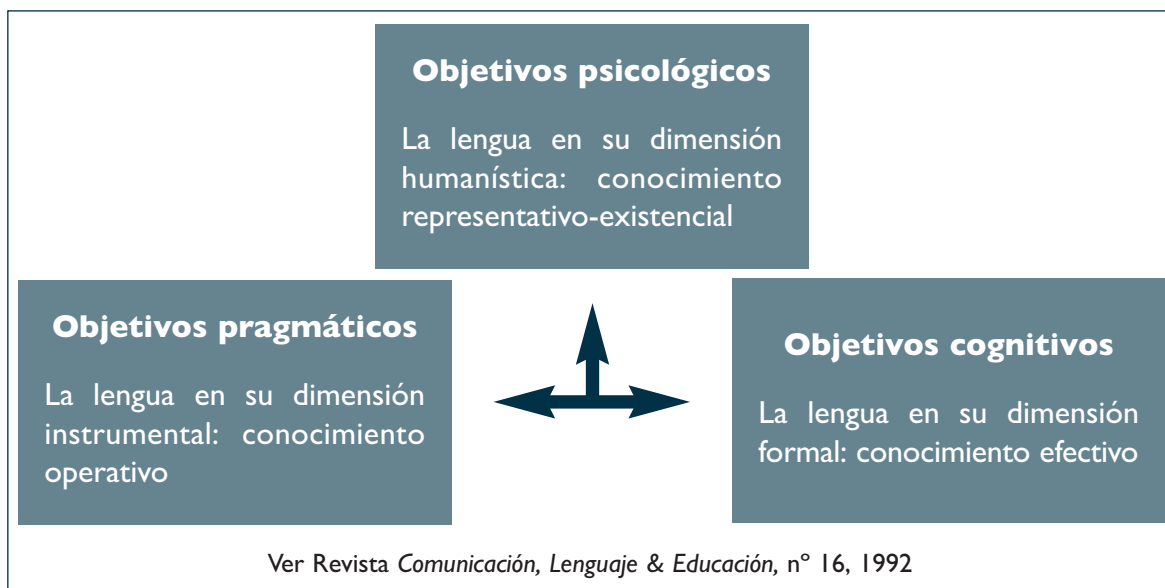 Objetivos psicológicos
La lengua en su dimensión
humanística: conocimiento
representativo-existencial
Objetivos pragmáticos
La lengua en su dimensión
instrumental: conocimiento
operativo
Objetivos cognitivos
La lengua en su dimensión
formal: conocimiento efectivo
Ver Revista Comunicación, Lenguaje & Educación, nº 16, 1992